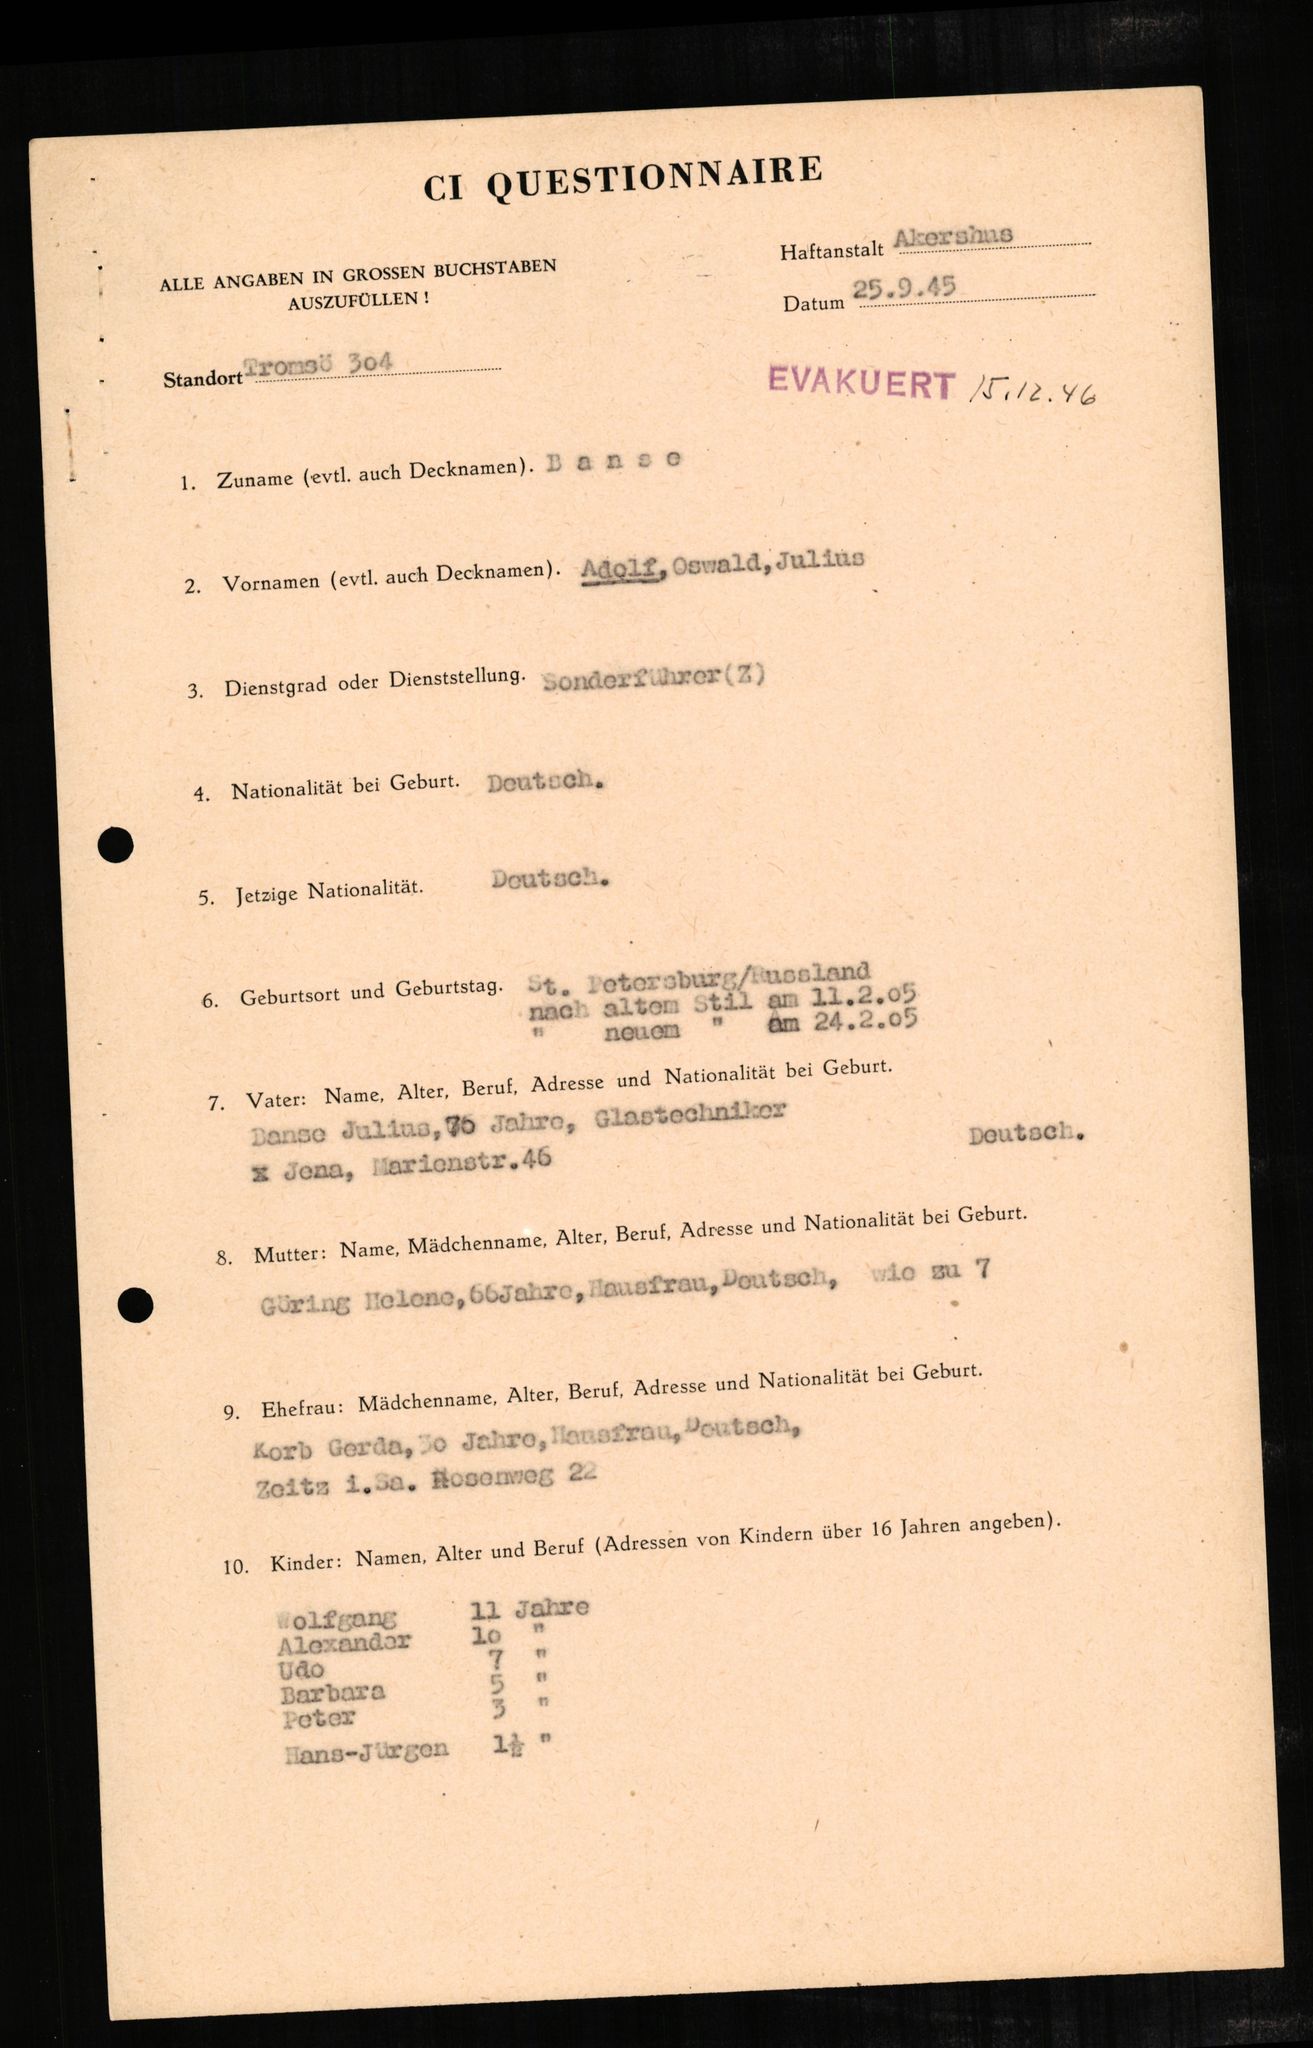 CI QUESTIONNAIRE
ALLE ANGABEN IN GROSSEN BUCHSTABEN
AUSZUFÜLLEN !
Haftanstalt Akershus
Datum 25.9.45
Standort Tromsö 3o4
EVAKUERT 15.12.46
1. Zuname (evtl. auch Decknamen). B a n s e
2. Vornamen (evtl. auch Decknamen). Adolf, Oswald, Julius
3. Dienstgrad oder Dienststellung. Sonderführer(Z)
4. Nationalität bei Geburt. Deutsch.
5. Jetzige Nationalität. Deutsch.
6. Geburtsort und Geburtstag. St. Petersburg/Russland
nach altem Stil am 11.2.o5
" neuem " am 24.2.o5
7. Vater: Name, Alter, Beruf, Adresse und Nationalität bei Geburt.
Banse Julius, Jahre, Glastechniker
x Jena, Marienstr.46 Deutsch.
8. Mutter: Name, Mädchenname, Alter, Beruf, Adresse und Nationalität bei Geburt.
Göring Helene,66Jahre,Hausfrau,Deutsch, wie zu 7
9. Ehefrau: Mädchenname, Alter, Beruf, Adresse und Nationalität bei Geburt.
Korb Gerda,3o Jahre,Hausfrau,Deutsch,
Zeitz i.Sa. Rosenweg 22
10. Kinder: Namen, Alter und Beruf (Adressen von Kindern über 16 Jahren angeben).
Wolfgang 11 Jahre
Alexander 1o "
Udo 7 "
Barbara 5 "
Peter 3 "
Hans-Jürgen 1½ "